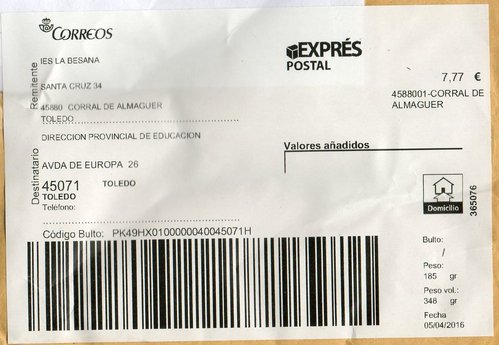 CORREOS
EXPRÉS
POSTAL
Remitente
IES LA BESANA
SANTA CRUZ 34
45880 CORRAL DE ALMAGUER
TOLEDO
7,77 €
4588001-CORRAL DE
ALMAGUER
Destinatario
DIRECCION PROVINCIAL DE EDUCACION
AVDA DE EUROPA 26
45071 TOLEDO
TOLEDO
Teléfono:
Valores añadidos
Domicilio
365076
Código Bulto: PK49HX0100000040045071H
Bulto:
/
Peso:
185 gr
Peso vol.:
348 gr
Fecha
05/04/2016